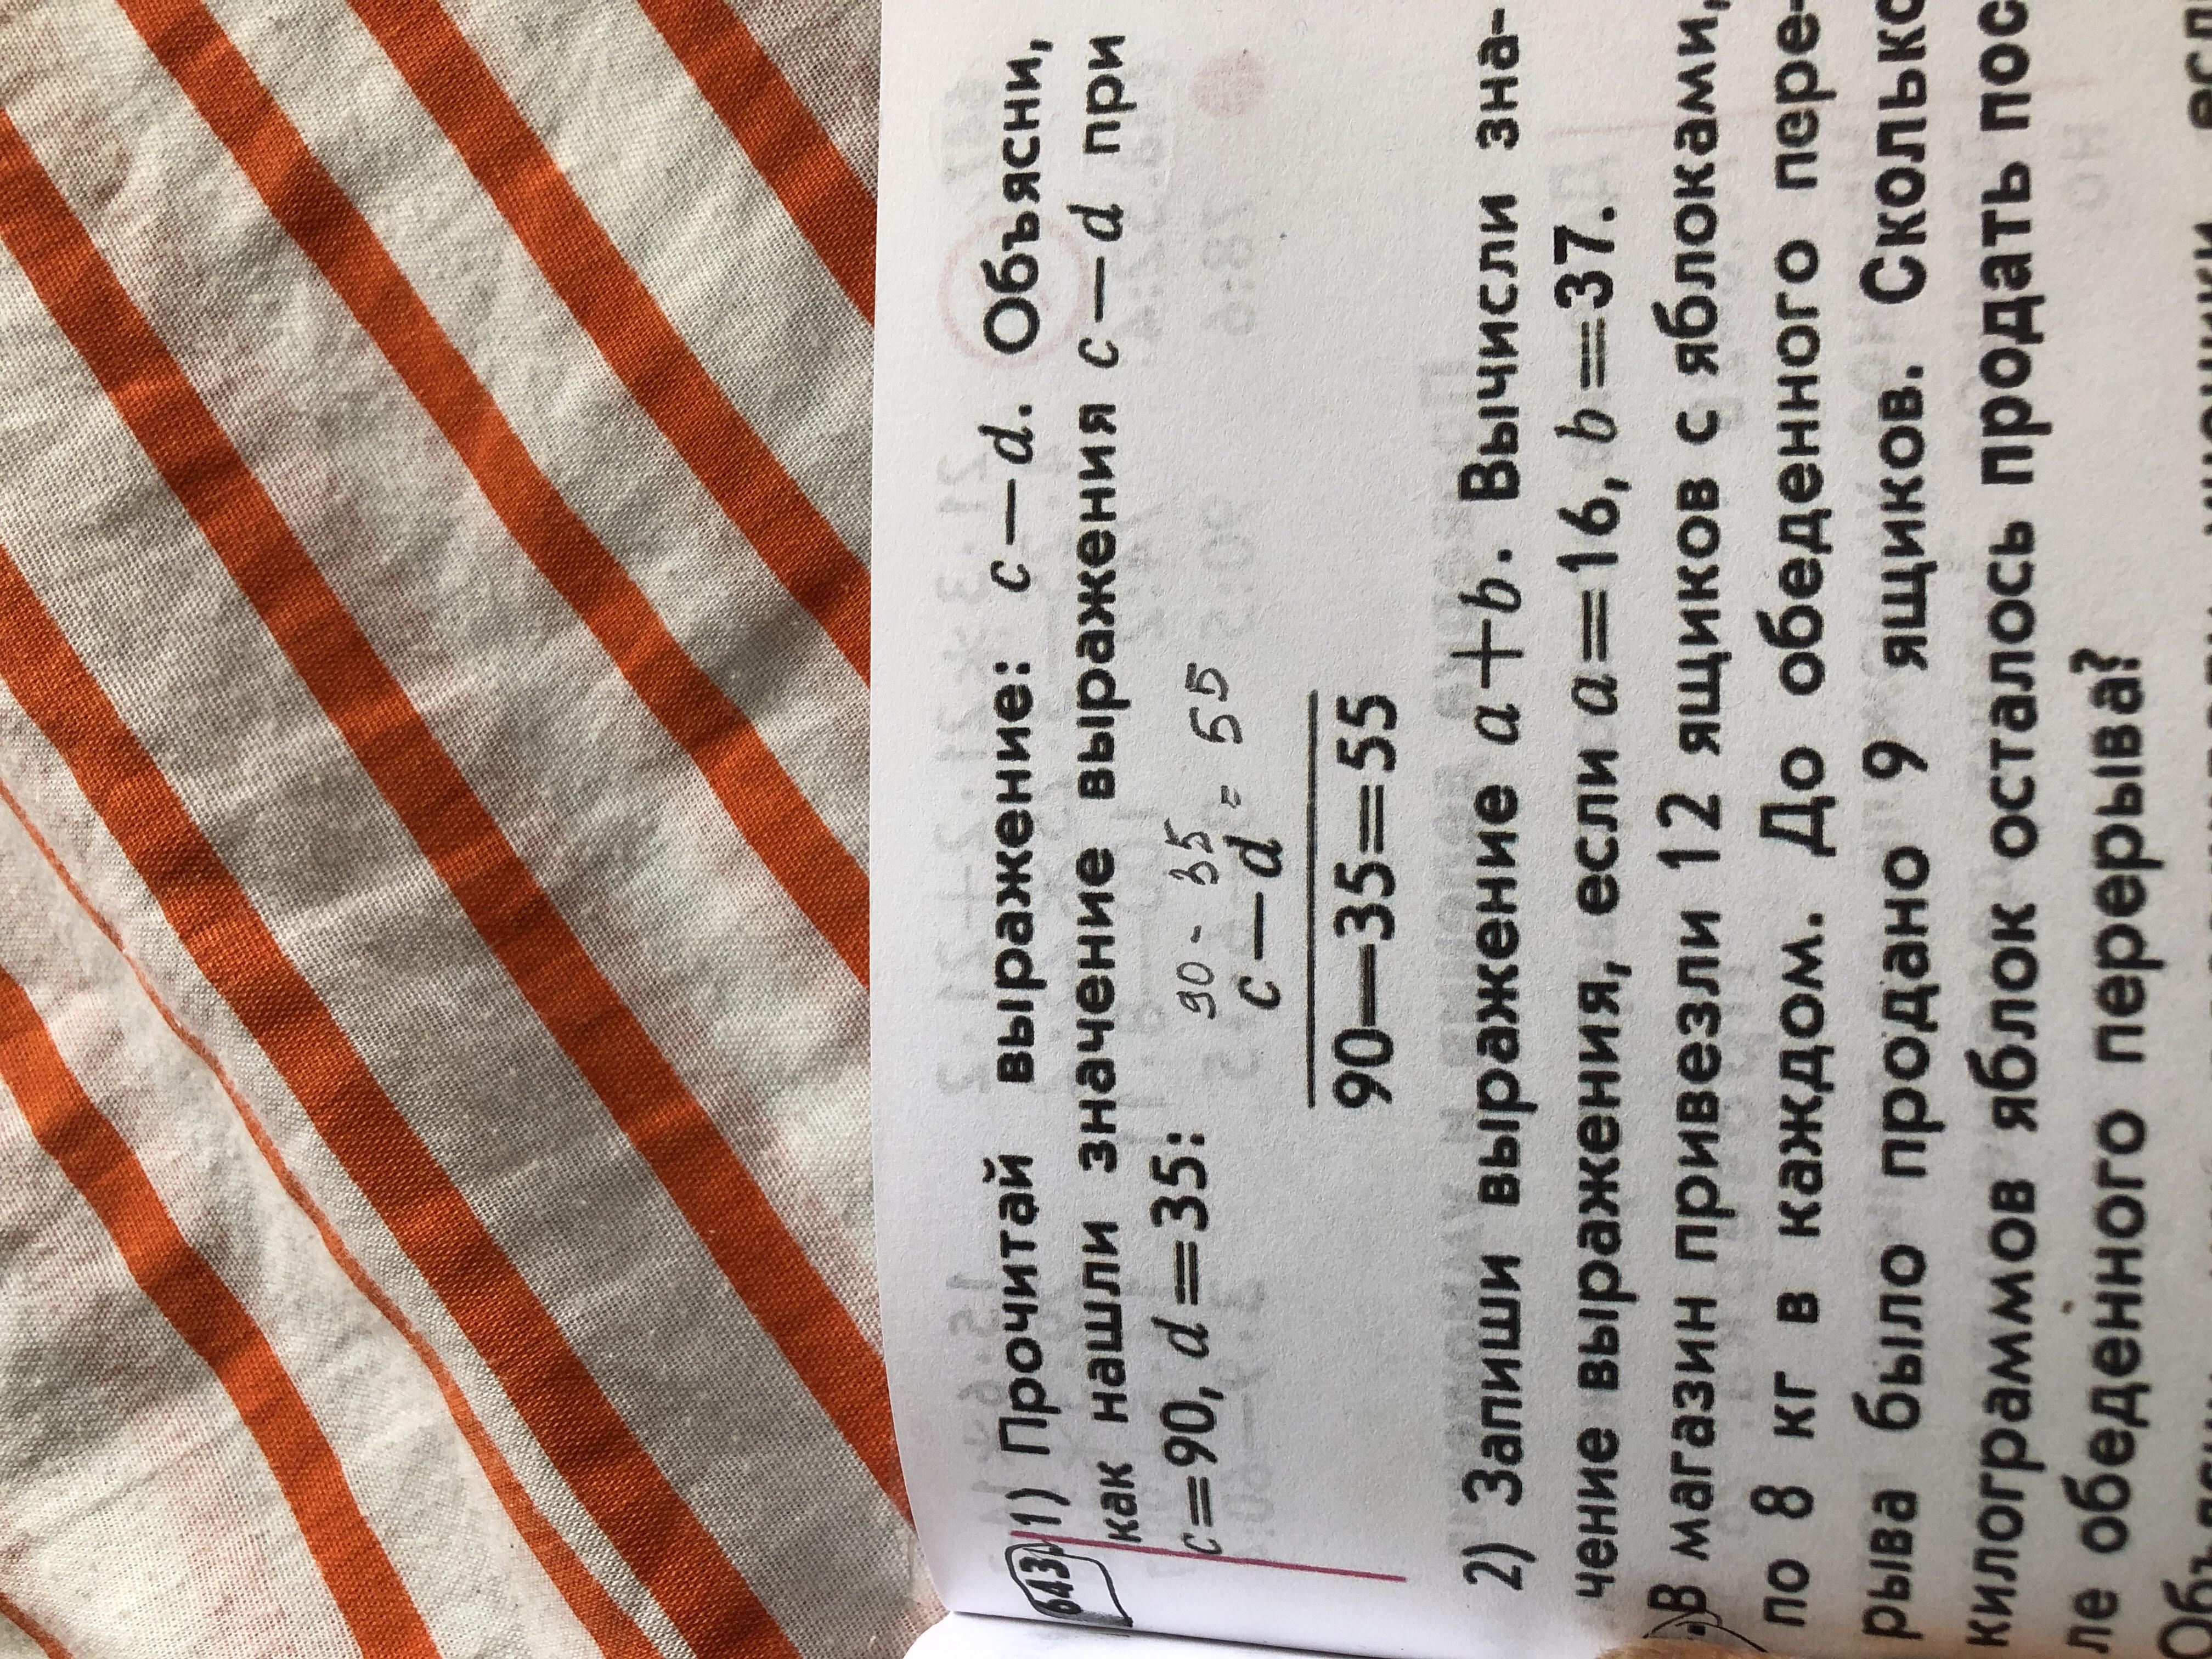 643. 1) Прочитай выражение: c—d. Объясни,
как нашли значение выражения c—d при
c=90, d=35:
90 - 35 = 55
c—d
90—35=55
2) Запиши выражение a+b. Вычисли зна-
чение выражения, если a=16, b=37.
В магазин привезли 12 ящиков с яблоками,
по 8 кг в каждом. До обеденного пере-
рыва было продано 9 ящиков. Сколько
килограммов яблок осталось продать пос
ле обеденного перерыва?